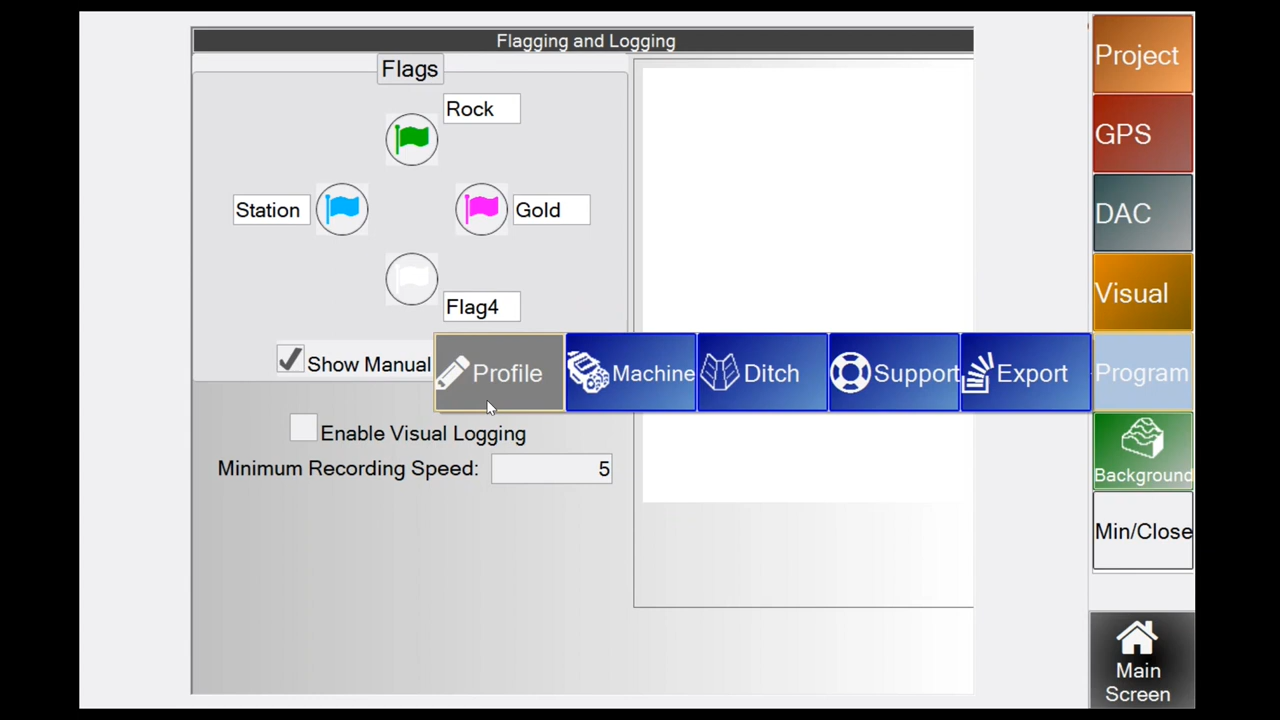 Flagging and Logging
Flags
Rock
Station
Gold
Flag4
Show Manual
Profile
Machine
Ditch
Support
Export
Enable Visual Logging
Minimum Recording Speed:
5
Project
GPS
DAC
Visual
Program
Background
Min/Close
Main
Screen